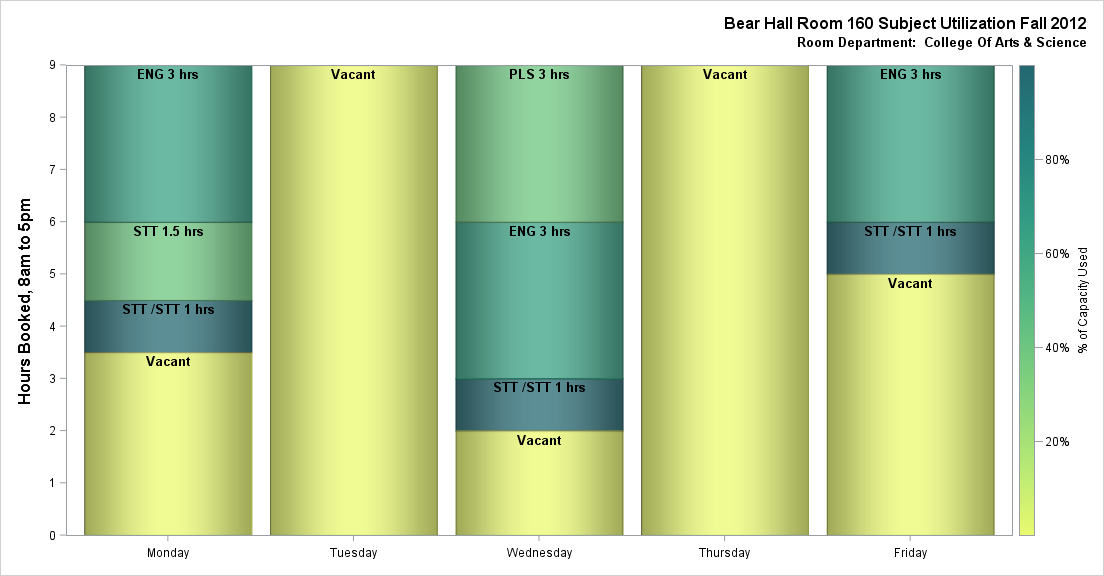 Bear Hall Room 160 Subject Utilization Fall 2012
Room Department:  College Of Arts & Science
Hours Booked, 8am to 5pm
9
8
7
6
5
4
3
2
1
0
ENG 3 hrs
STT 1.5 hrs
STT /STT 1 hrs
Vacant
Vacant
PLS 3 hrs
ENG 3 hrs
STT /STT 1 hrs
Vacant
Vacant
ENG 3 hrs
STT /STT 1 hrs
Vacant
Monday
Tuesday
Wednesday
Thursday
Friday
80%
60%
40%
20%
% of Capacity Used